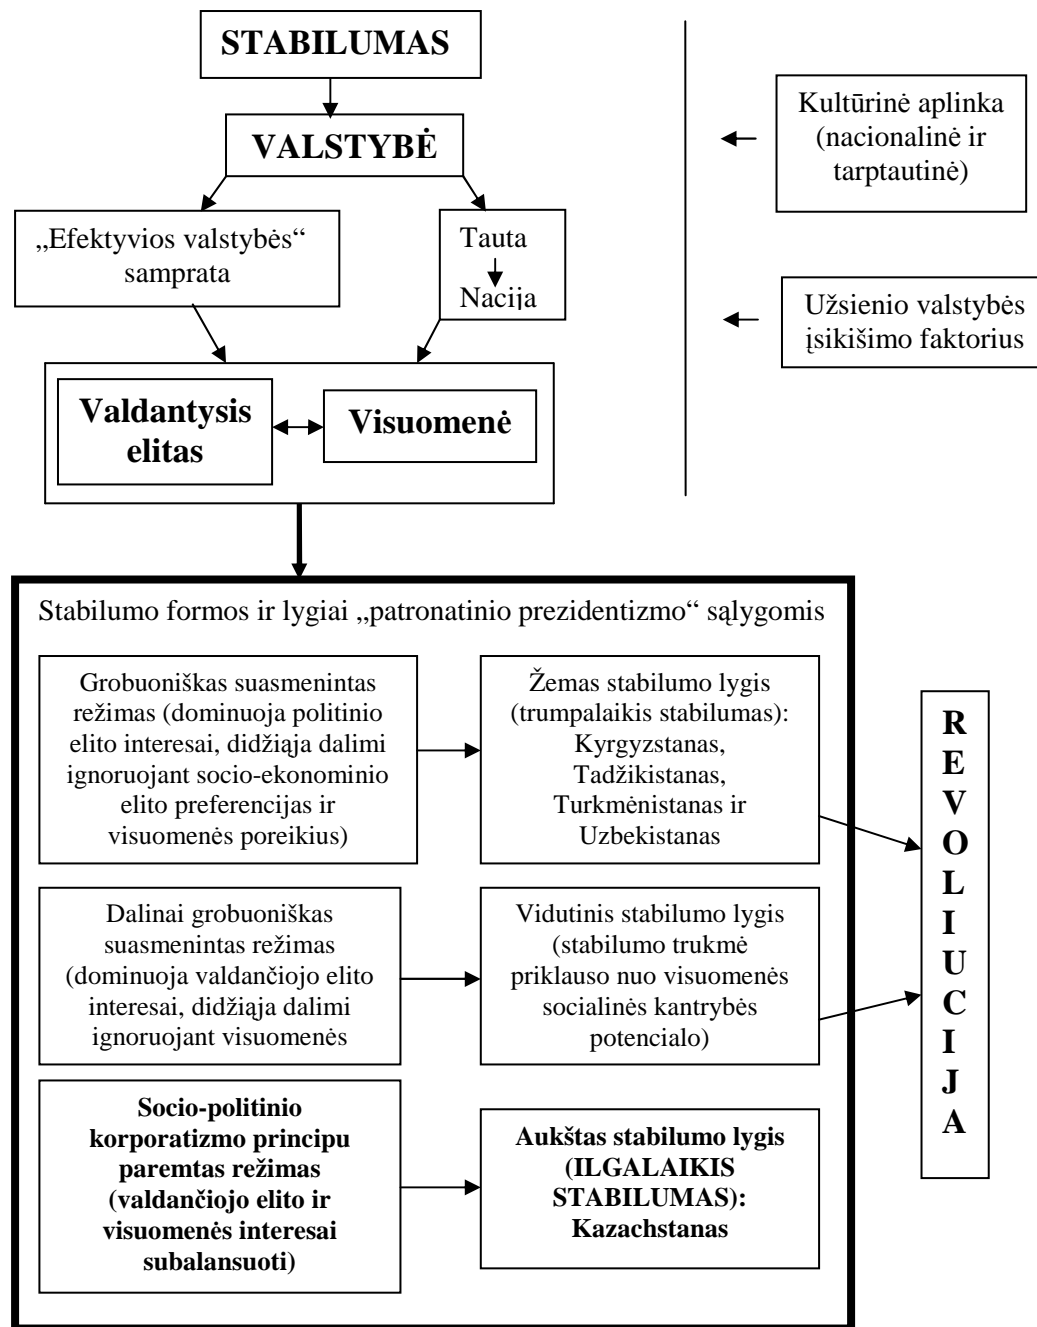 STABILUMAS
VALSTYBĖ
„Efektyvios valstybės“
samprata
Tauta
Nacija
Kultūrinė aplinka
(nacionalinė ir
tarptautinė)
Užsienio valstybės
įsikišimo faktorius
Valdantysis
elitas
Visuomenė
Stabilumo formos ir lygiai „patronatinio prezidentizmo“ sąlygomis
Grobuoniškas suasmenintas
režimas (dominuoja politinio
elito interesai, didžiąja dalimi
ignoruojant socio-ekonominio
elito preferencijas ir
visuomenės poreikius)
Žemas stabilumo lygis
(trumpalaikis stabilumas):
Kyrgyzstanas,
Tadžikistanas,
Turkmėnistanas ir
Uzbekistanas
Dalinai grobuoniškas
suasmenintas režimas
(dominuoja valdančiojo elito
interesai, didžiąja dalimi
ignoruojant visuomenės
Vidutinis stabilumo lygis
(stabilumo trukmė
priklauso nuo visuomenės
socialinės kantrybės
potencialo)
Socio-politinio
korporatizmo principu
paremtas režimas
(valdančiojo elito ir
visuomenės interesai
subalansuoti)
Aukštas stabilumo lygis
(ILGALAIKIS
STABILUMAS):
Kazachstanas
R
E
V
O
L
I
U
C
I
J
A